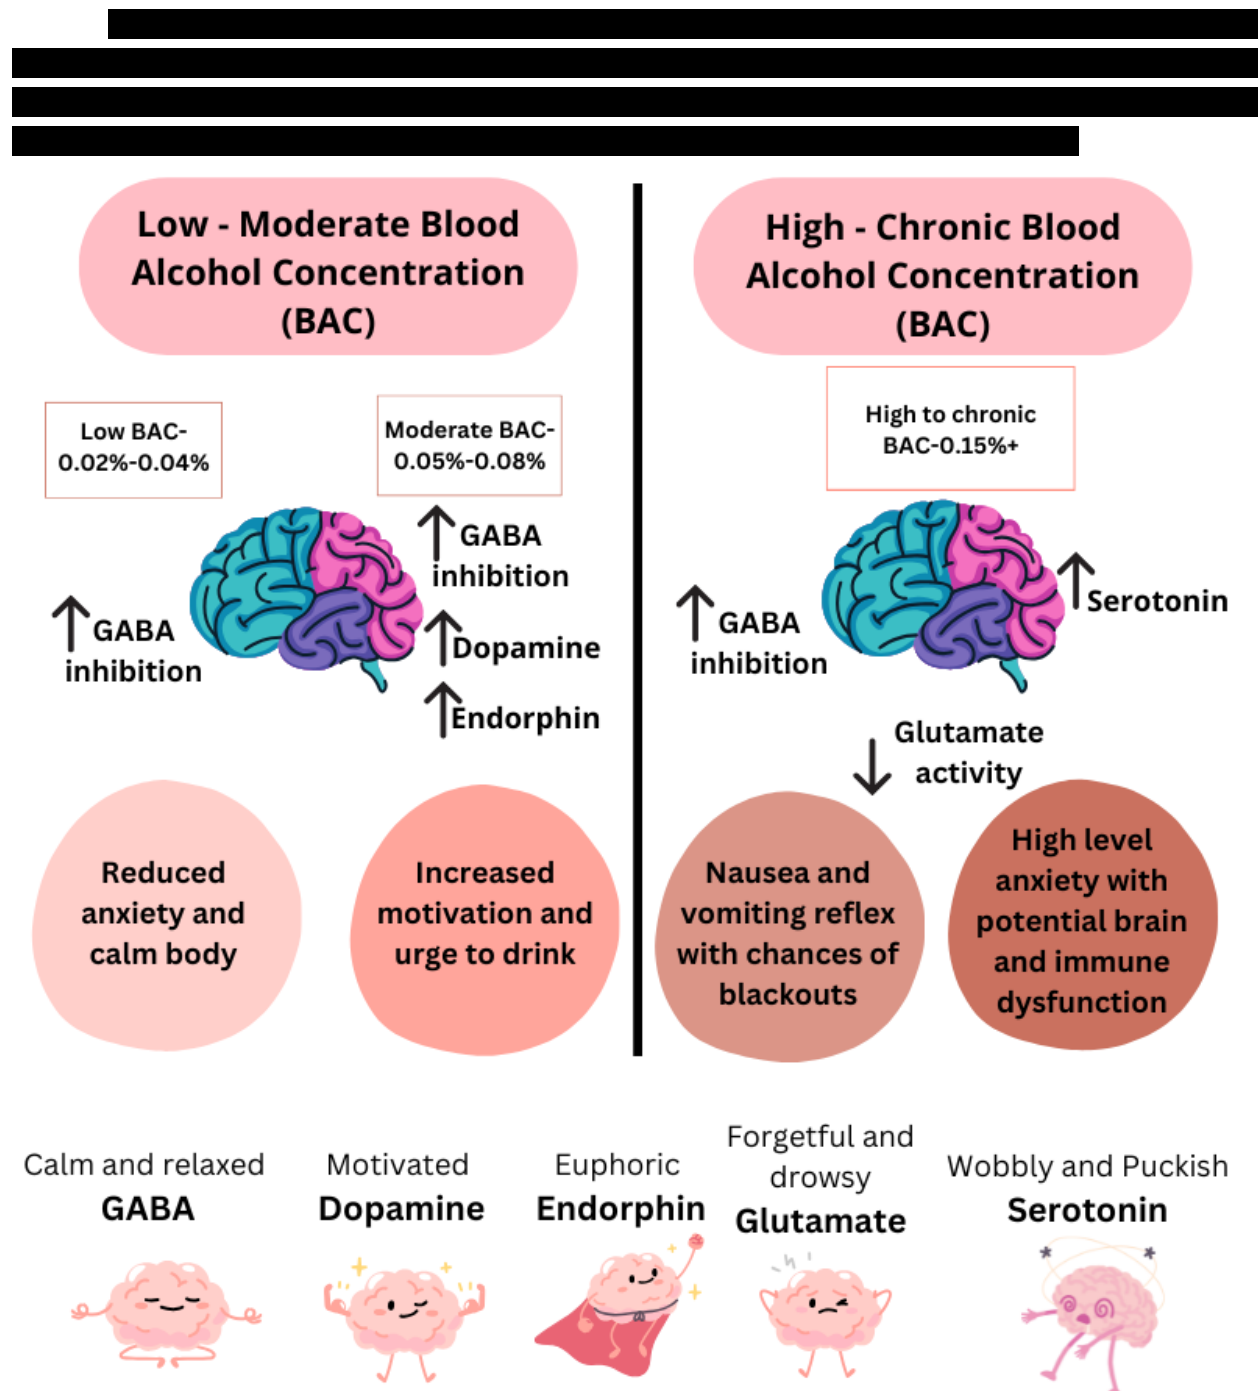 Low - Moderate Blood
Alcohol Concentration
(BAC)
High - Chronic Blood
Alcohol Concentration
(BAC)
Low BAC-
0.02%-0.04%
Moderate BAC-
0.05%-0.08%
High to chronic
BAC-0.15%+
GABA
inhibition
GABA
inhibition
Dopamine
Endorphin
GABA
inhibition
Serotonin
Glutamate
activity
Reduced
anxiety and
calm body
Increased
motivation and
urge to drink
Nausea and
vomiting reflex
with chances of
blackouts
High level
anxiety with
potential brain
and immune
dysfunction
Calm and relaxed
GABA
Motivated
Dopamine
Euphoric
Endorphin
Forgetful and
drowsy
Glutamate
Wobbly and Puckish
Serotonin